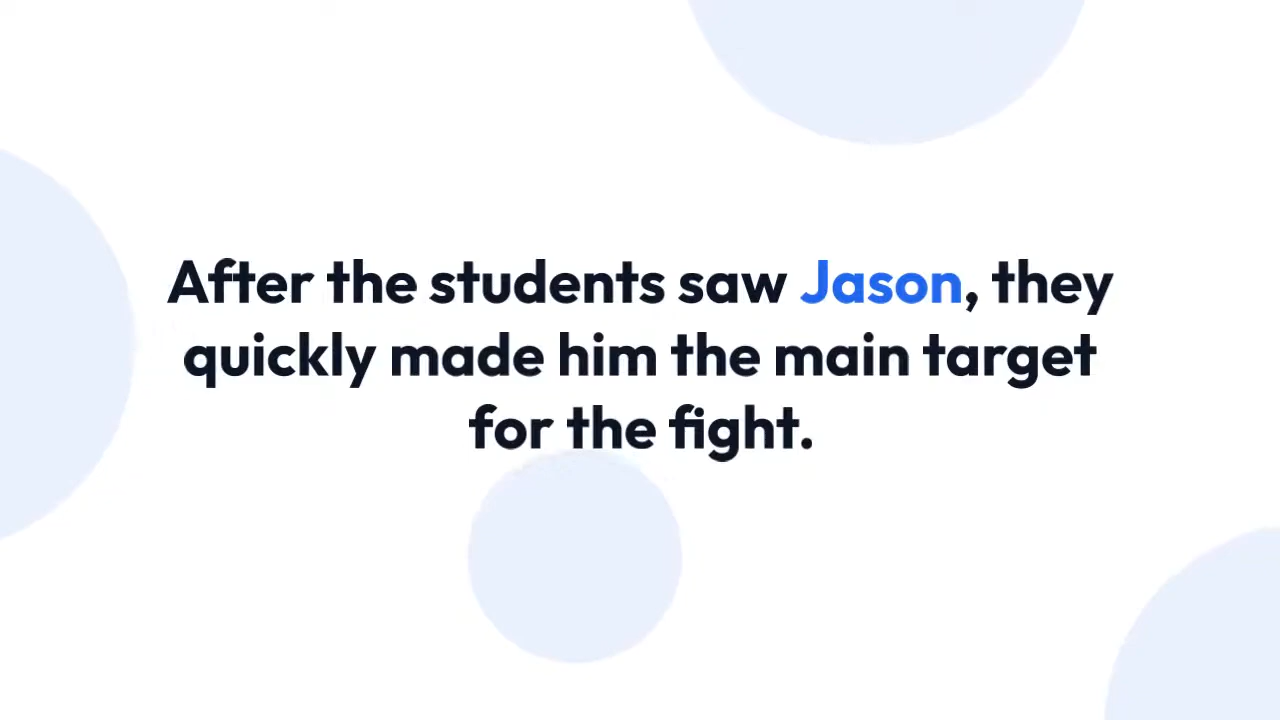 After the students saw Jason, they
quickly made him the main target
for the fight.